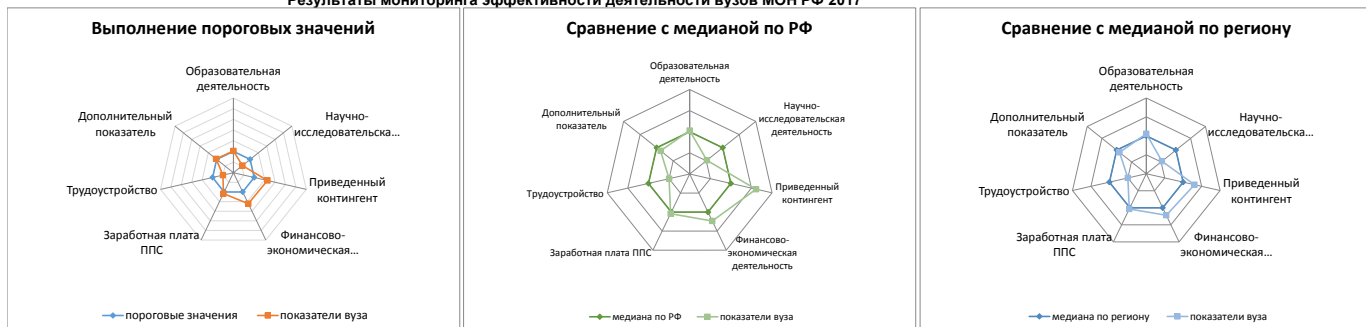 Результаты мониторинга эффективности деятельности вузов МОН РФ 2017
Выполнение пороговых значений
Образовательная
деятельность
Научно-
исследовательска...
Приведенный
контингент
Финансово-
экономическая...
Заработная плата
ППС
Трудоустройство
Дополнительный
показатель
пороговые значения
показатели вуза
Сравнение с медианой по РФ
Образовательная
деятельность
Научно-
исследовательская
деятельность
Приведенный
контингент
Финансово-
экономическая
деятельность
Заработная плата ППС
Трудоустройство
Дополнительный
показатель
медиана по РФ
показатели вуза
Сравнение с медианой по региону
Образовательная
деятельность
Научно-
исследовательска...
Приведенный
контингент
Финансово-
экономическая...
Заработная плата
ППС
Трудоустройство
Дополнительный
показатель
медиана по региону
показатели вуза